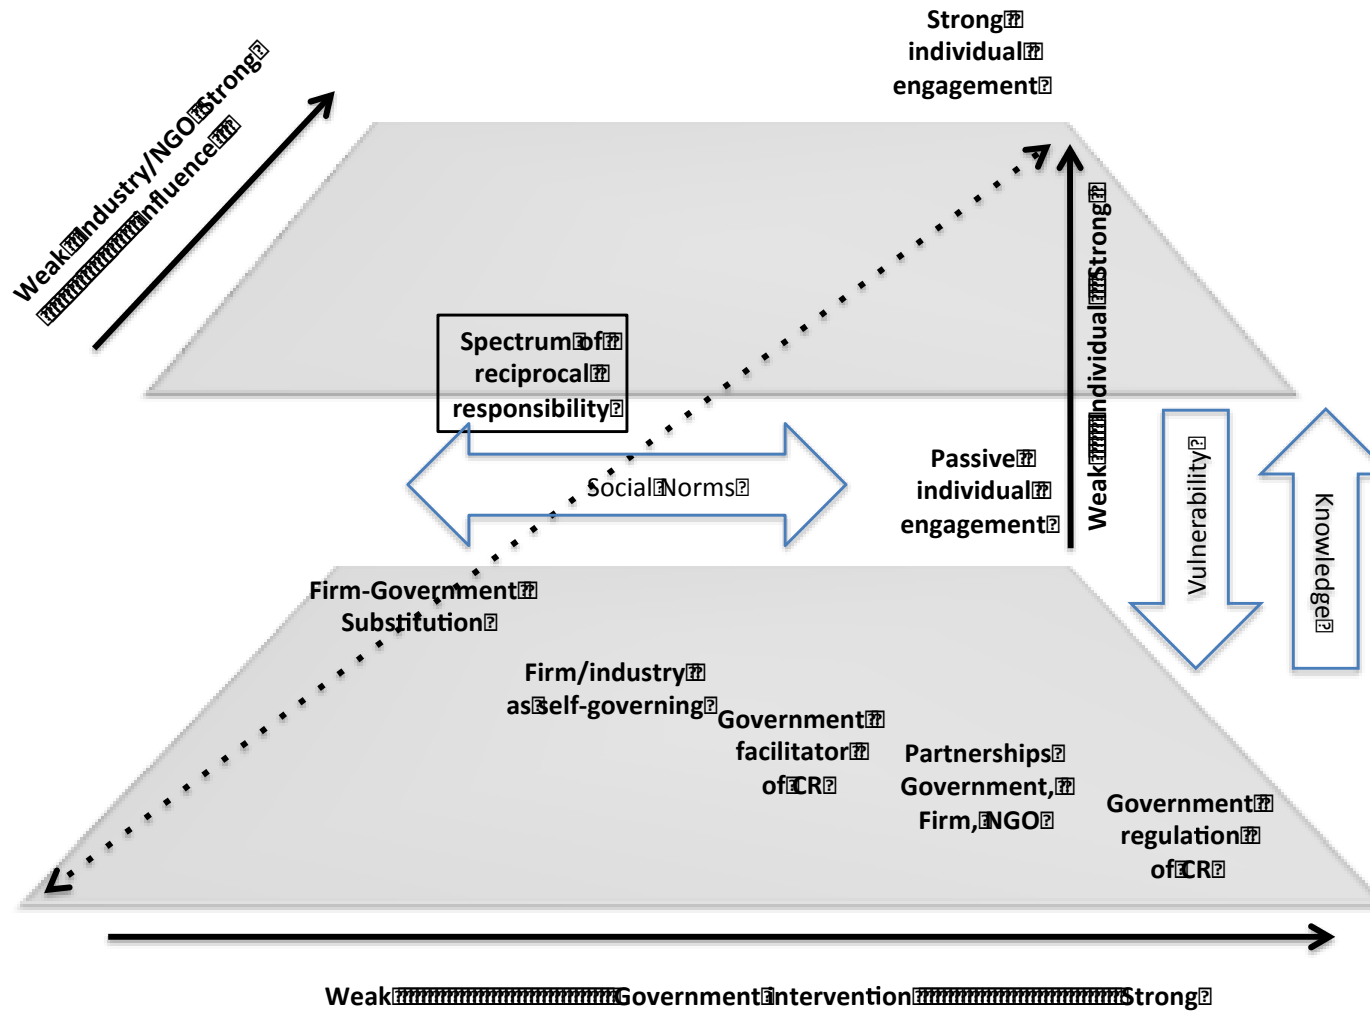 Strong
individual
engagement
Weak Industry/NGO Strong
influence
Spectrum of
reciprocal
responsibility
Social Norms
Passive
individual
engagement
Weak Individual Strong
Vulnerability
Knowledge
Firm-Government
Substitution
Firm/industry
as self-governing
Government
facilitator
of CR
Partnerships
Government,
Firm, NGO
Government
regulation
of CR
Weak Government intervention Strong